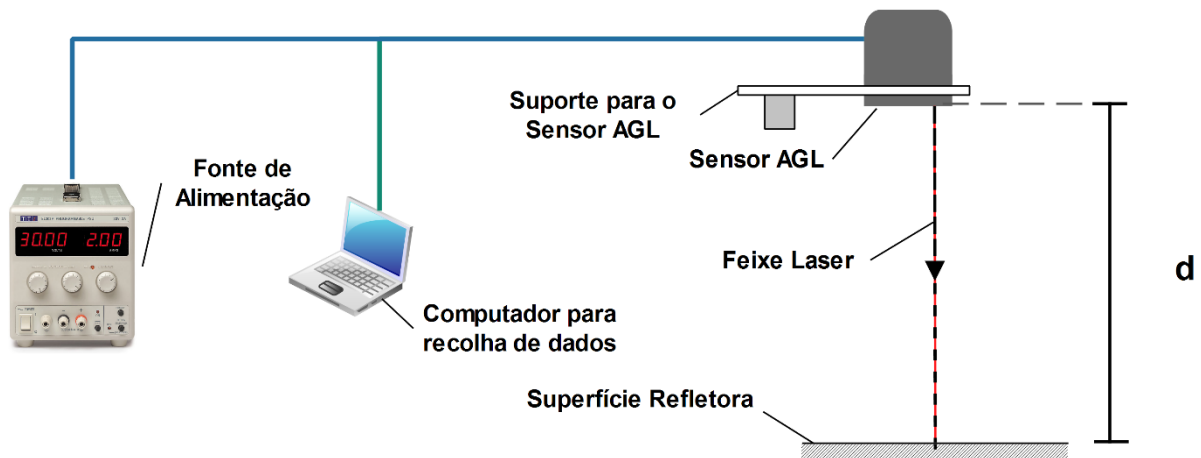 Suporte para o
Sensor AGL
Sensor AGL
Fonte de
Alimentação
30.00 2.00
Feixe Laser
d
Computador para
recolha de dados
Superfície Refletora